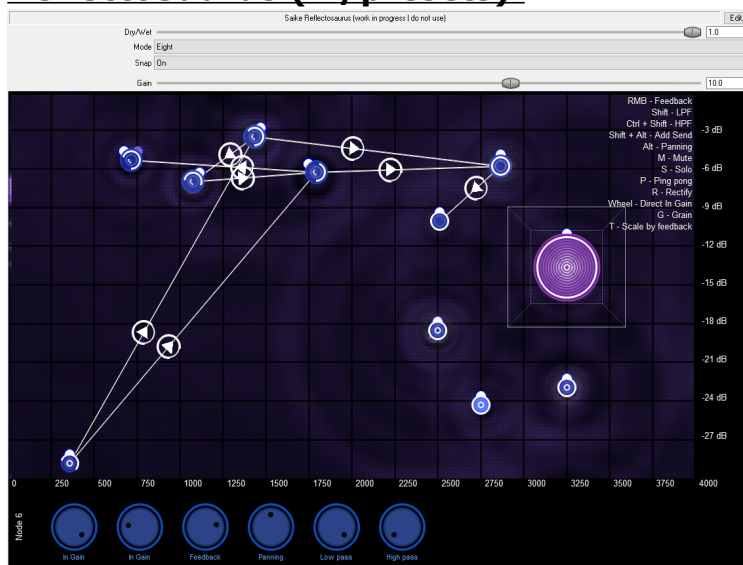 Saike Reflectosaurus (work in progress | do not use)
Edit
Dry/Wet
1.0
Mode Eight
Snap On
Gain
10.0
RMB - Feedback
Shift - LPF
Ctrl + Shift - HPF
Shift + Alt - Add Send
Alt - Panning
M - Mute
S - Solo
P - Ping pong
R - Rectify
Wheel - Direct In Gain
G - Grain
T - Scale by feedback
-3 dB
-6 dB
-9 dB
-12 dB
-15 dB
-18 dB
-21 dB
-24 dB
-27 dB
0 250 500 750 1000 1250 1500 1750 2000 2250 2500 2750 3000 3250 3500 3750 4000
Node 6
In Gain In Gain Feedback Panning Low pass High pass